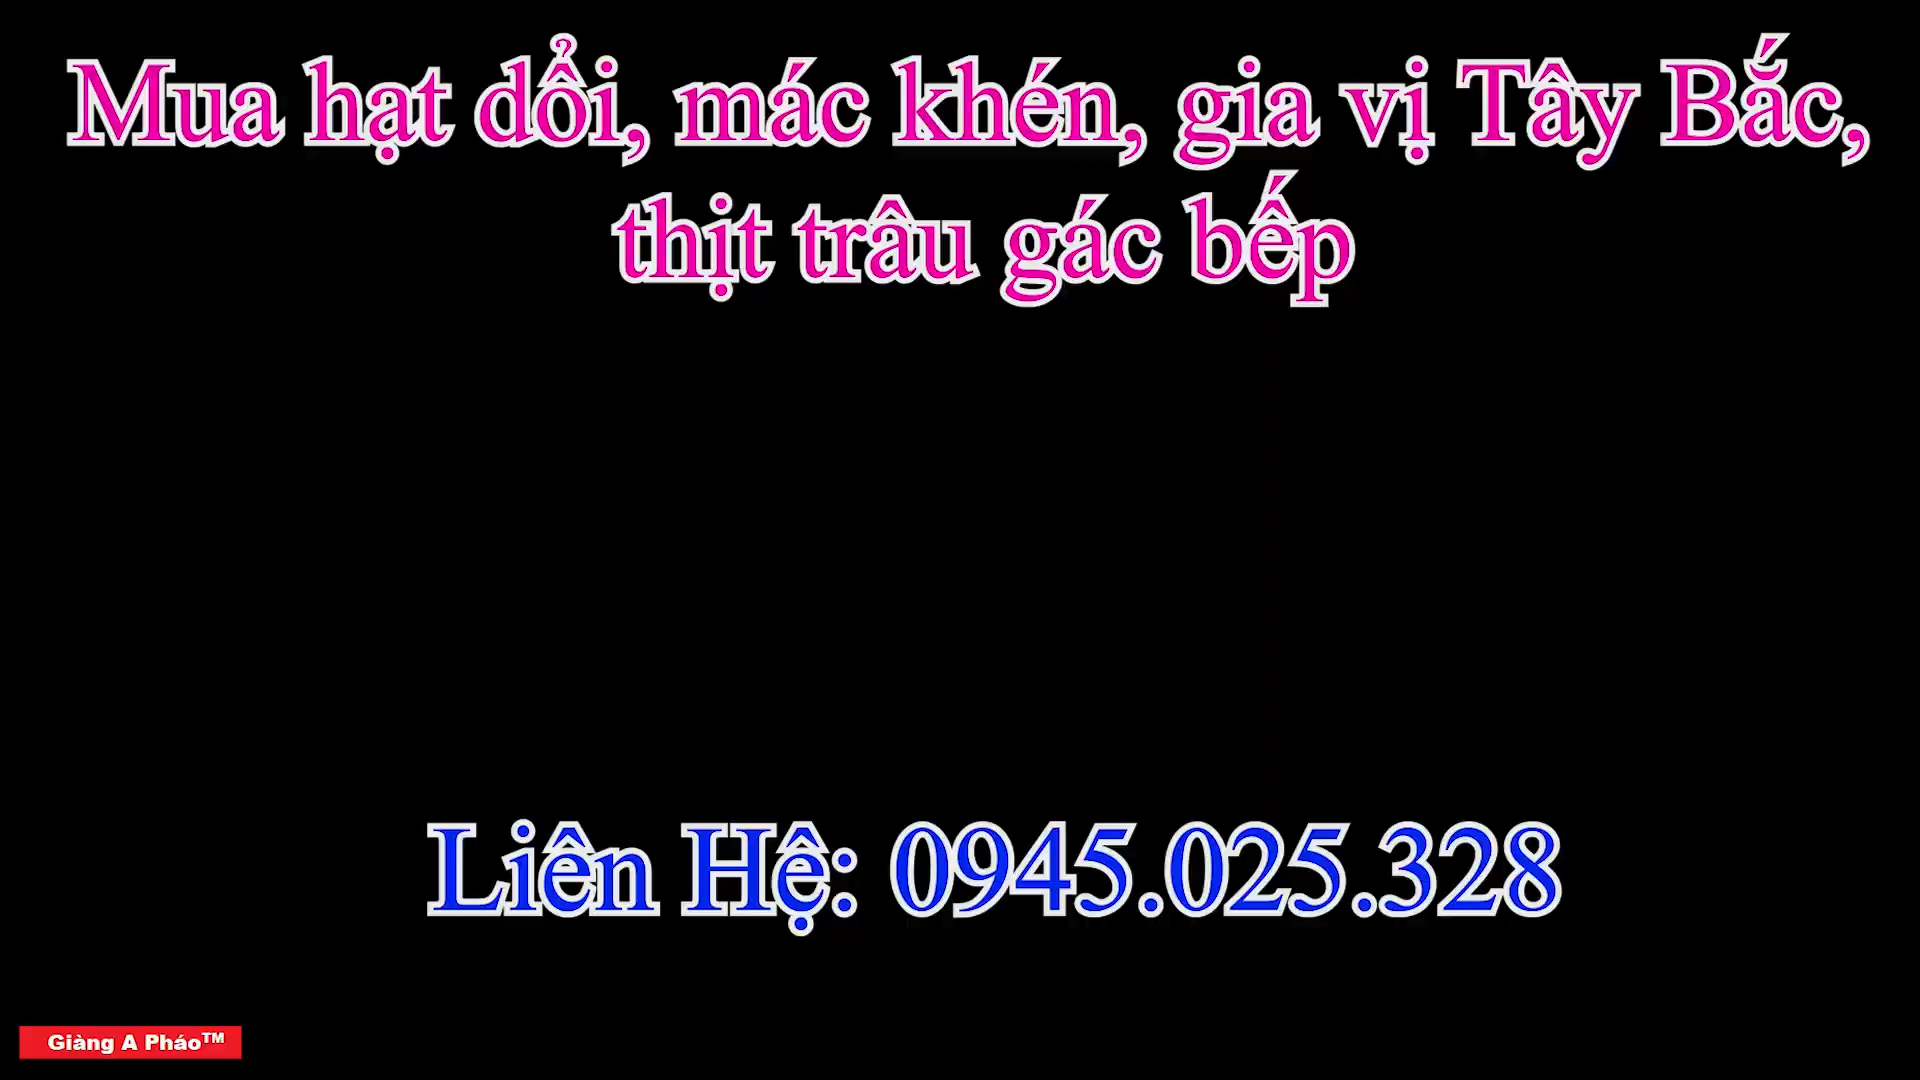 Mua hạt dổi, mác khén, gia vị Tây Bắc,
thịt trâu gác bếp
Liên Hệ: 0945.025.328
Giàng A Pháo™